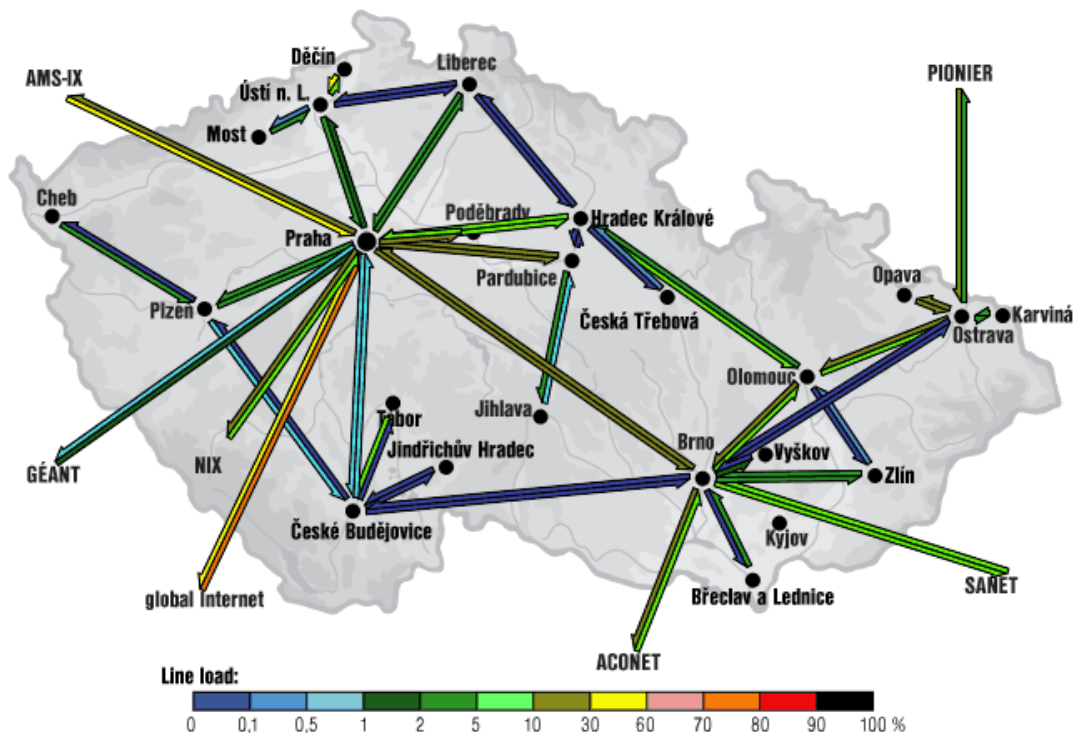 Děčín
Liberec
AMS-IX
PIONIER
Ústí n. L.
Most
Cheb
Poděbrady
Hradec Králové
Praha
Pardubice
Opava
Plzeň
Česká Třebová
Karviná
Ostrava
Olomouc
Jihlava
Tábor
Brno
Jindřichův Hradec
Vyškov
NIX
GÉANT
Zlín
České Budějovice
Kyjov
SANET
global Internet
Břeclav a Lednice
ACONET
Line load:
0 0,1 0,5 1 2 5 10 30 60 70 80 90 100 %